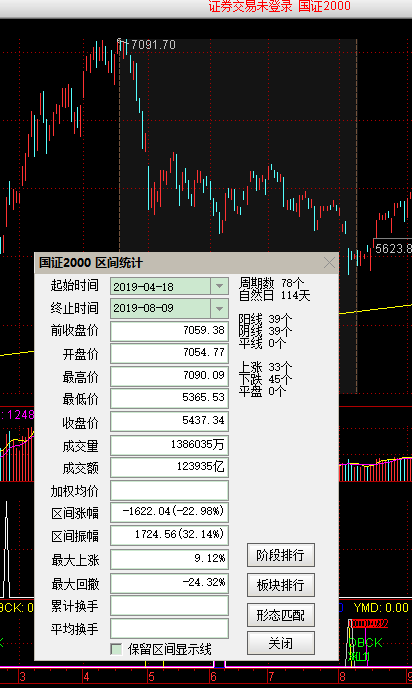 证券交易未登录 国证2000
7091.70
5623.8
国证2000 区间统计
起始时间 2019-04-18 周期数 78个
自然日 114天
终止时间 2019-08-09
阳线 39个
前收盘价 7059.38 阴线 39个
平线 0个
开盘价 7054.77
上涨 33个
最高价 7090.09 下跌 45个
平盘 0个
最低价 5365.53
收盘价 5437.34
:1248
成交量 1386035万
成交额 123935亿
加权均价
区间涨幅 -1622.04(-22.98%)
区间振幅 1724.56(32.14%)
最大上涨 9.12% 阶段排行
最大回撤 -24.32% 板块排行
累计换手 形态匹配
BCK: 0 YMD: 0.00
平均换手 关闭
保留区间显示线
3 4 5 6 7 8 9